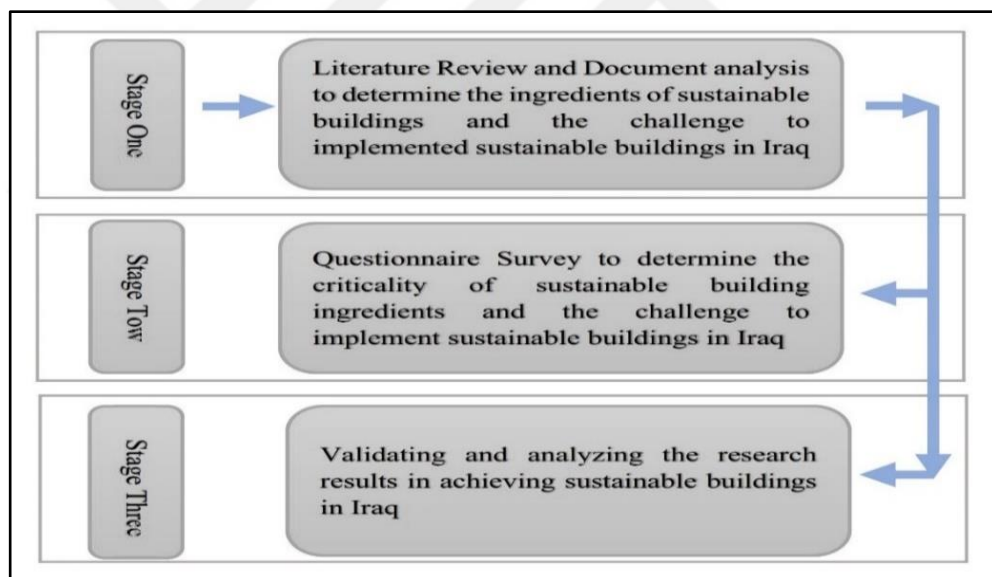 Stage One
Literature Review and Document analysis
to determine the ingredients of sustainable
buildings and the challenge to
implemented sustainable buildings in Iraq
Stage Tow
Questionnaire Survey to determine the
criticality of sustainable building
ingredients and the challenge to
implement sustainable buildings in Iraq
Stage Three
Validating and analyzing the research
results in achieving sustainable buildings
in Iraq